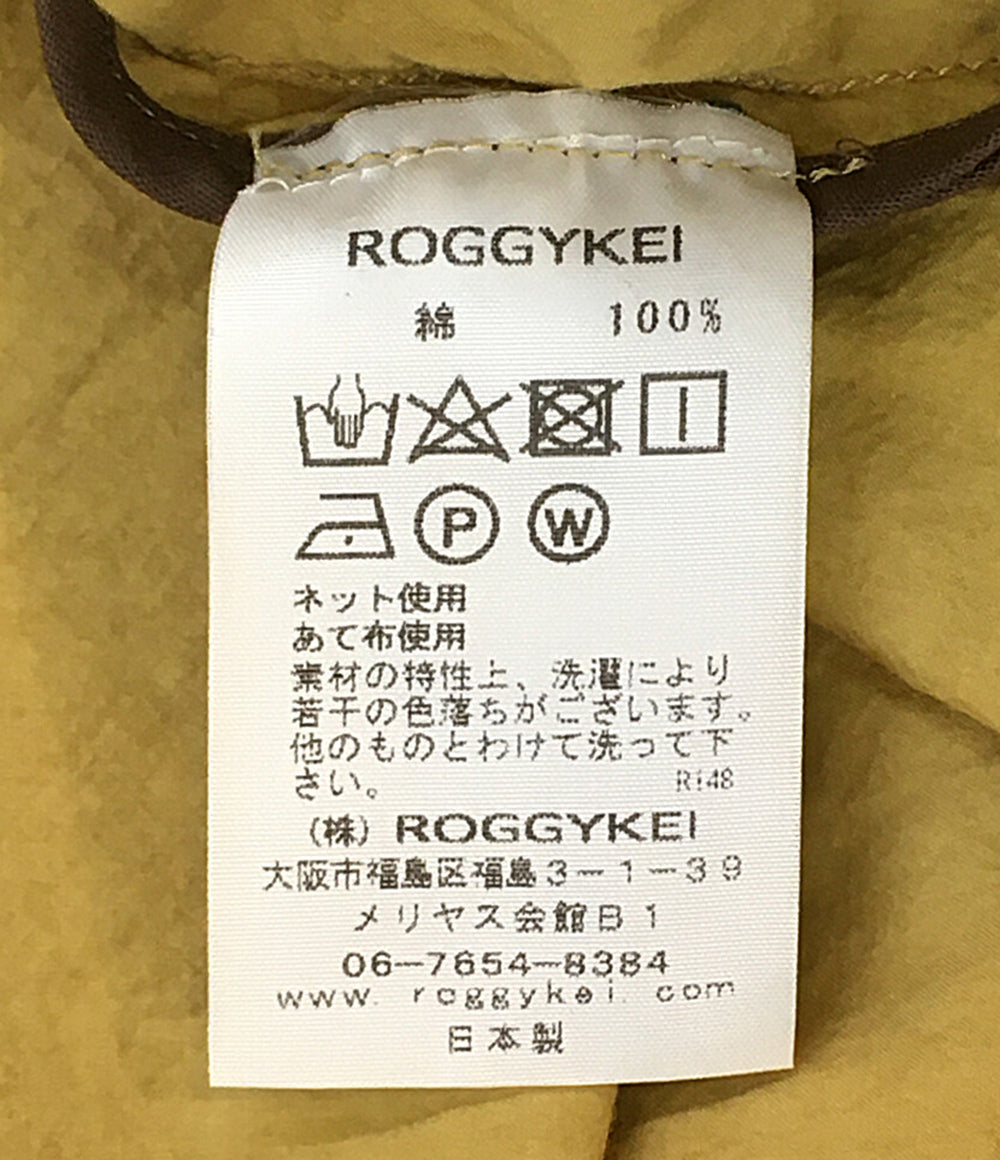 ROGGYKEI
綿 100%
P W
ネット使用
あて布使用
素材の特性上、洗濯により
若干の色落ちがございます。
他のものとわけて洗って下
さい。 R148
(株) ROGGYKEI
大阪市福島区福島3-1-39
メリヤス会館B1
06-7654-8384
www.roggykei.com
日本製